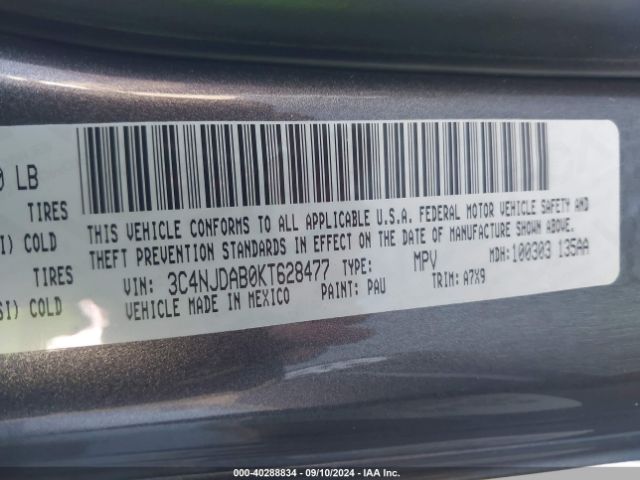 0 LB
TIRES
I) COLD
TIRES
SI) COLD
THIS VEHICLE CONFORMS TO ALL APPLICABLE U.S.A. FEDERAL MOTOR VEHICLE SAFETY AND
THEFT PREVENTION STANDARDS IN EFFECT ON THE DATE OF MANUFACTURE SHOWN ABOVE.
MDH: 100303 135AA
VIN: 3C4NJDAB0KT628477 TYPE: MPV
VEHICLE MADE IN MEXICO PAINT: PAU TRIM: A7X9
000-40288834 - 09/10/2024 - IAA Inc.